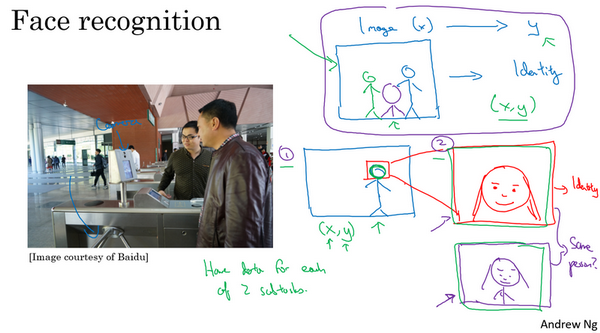 Face recognition
Image (x) → y
Identity
(x,y)
camera
1
2
Identity
(x, y)
Same
person?
[Image courtesy of Baidu]
Have data for each
of 2 subtasks.
Andrew Ng